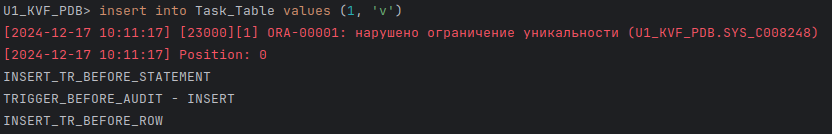 U1_KVF_PDB> insert into Task_Table values (1, 'v')
[2024-12-17 10:11:17] [23000][1] ORA-00001: нарушено ограничение уникальности (U1_KVF_PDB.SYS_C008248)
[2024-12-17 10:11:17] Position: 0
INSERT_TR_BEFORE_STATEMENT
TRIGGER_BEFORE_AUDIT - INSERT
INSERT_TR_BEFORE_ROW